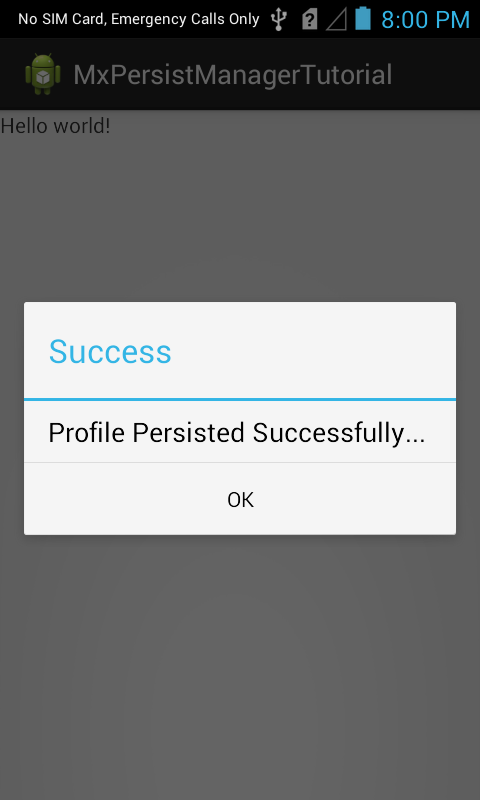 No SIM Card, Emergency Calls Only 8:00 PM
MxPersistManagerTutorial
Hello world!
Success
Profile Persisted Successfully...
OK